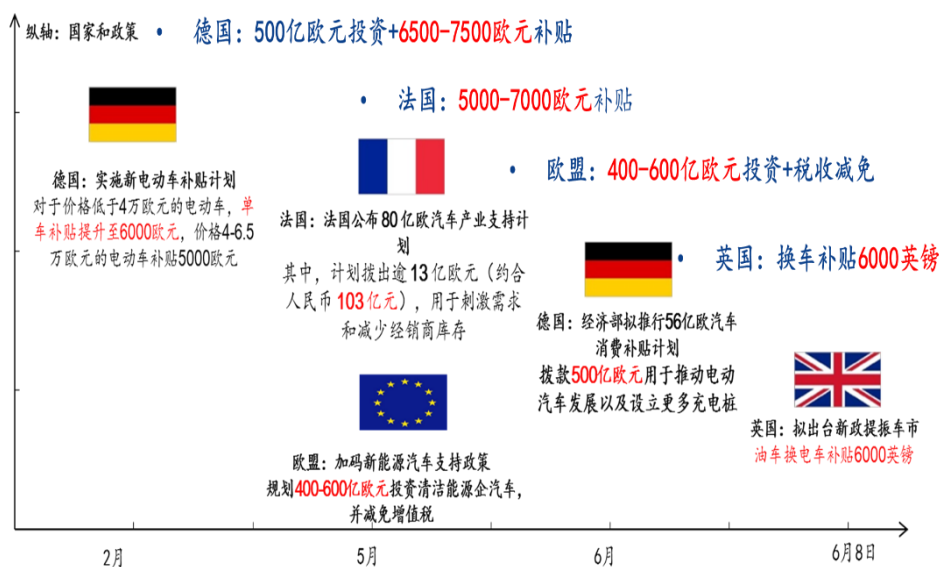 纵轴：国家和政策
• 德国：500亿欧元投资+6500-7500欧元补贴
• 法国：5000-7000欧元补贴
• 欧盟：400-600亿欧元投资+税收减免
• 英国：换车补贴6000英镑
德国：实施新电动车补贴计划
对于价格低于4万欧元的电动车，单
车补贴提升至6000欧元，价格4-6.5
万欧元的电动车补贴5000欧元
法国：法国公布80亿欧汽车产业支持计
划
其中，计划拨出逾13亿欧元（约合
人民币103亿元），用于刺激需求
和减少经销商库存
欧盟：加码新能源汽车支持政策
规划400-600亿欧元投资清洁能源企汽车，
并减免增值税
德国：经济部拟推行56亿欧汽车
消费补贴计划
拨款500亿欧元用于推动电动
汽车发展以及设立更多充电桩
英国：拟出台新政提振车市
油车换电车补贴6000英镑
2月
5月
6月
6月8日